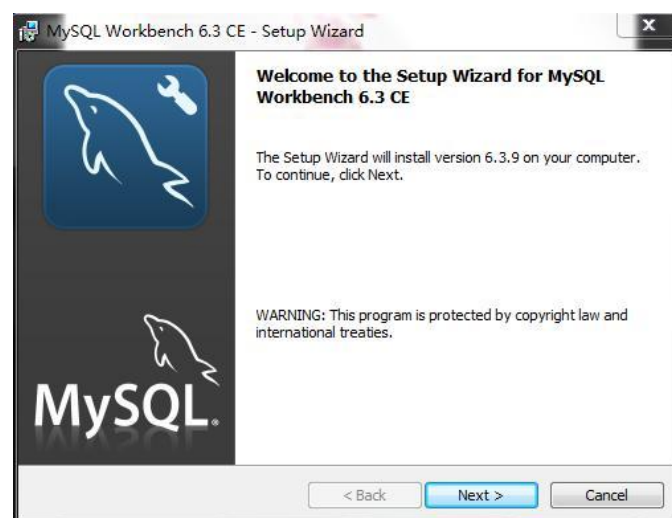 MySQL Workbench 6.3 CE - Setup Wizard
x
Welcome to the Setup Wizard for MySQL
Workbench 6.3 CE
The Setup Wizard will install version 6.3.9 on your computer.
To continue, click Next.
WARNING: This program is protected by copyright law and
international treaties.
MySQL.
< Back
Next >
Cancel